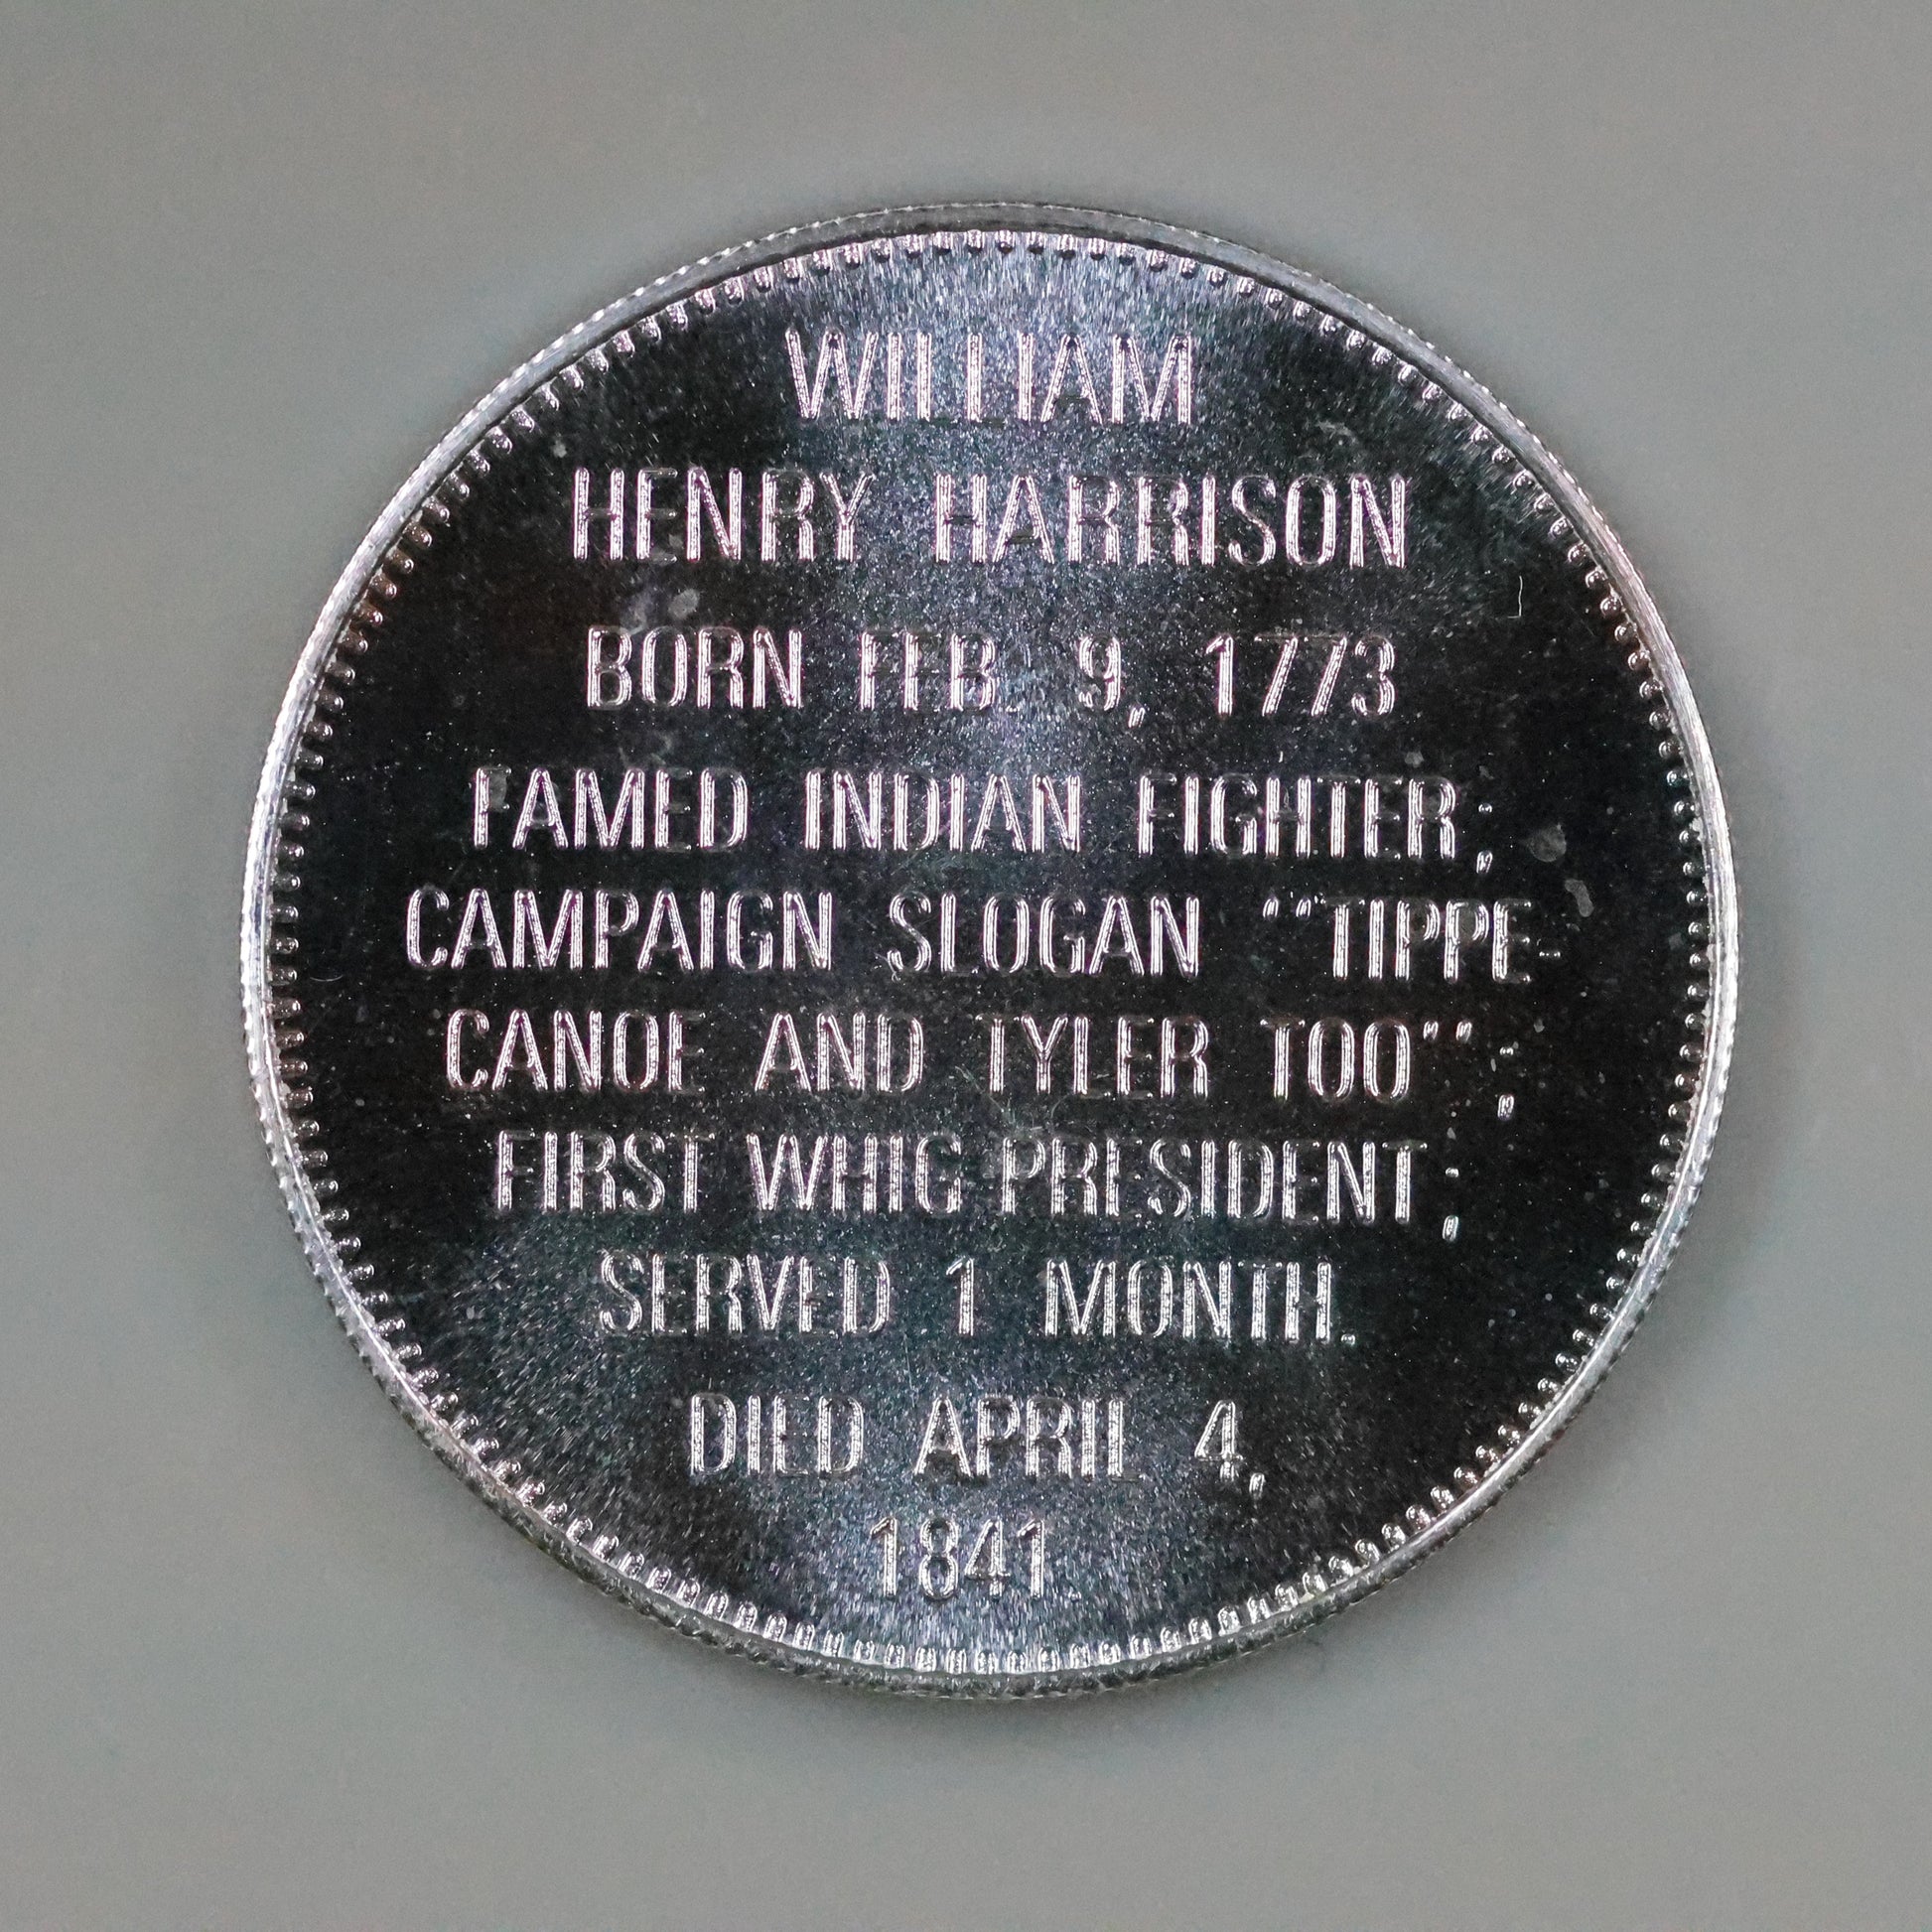 WILLIAM
HENRY HARRISON
BORN FEB. 9, 1773
FAMED INDIAN FIGHTER;
CAMPAIGN SLOGAN "TIPPE-
CANOE AND TYLER TOO";
FIRST WHIG PRESIDENT;
SERVED 1 MONTH.
DIED APRIL 4,
1841.